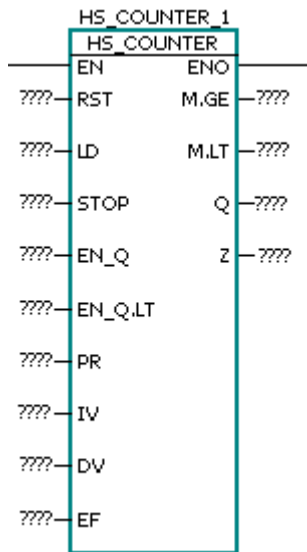 HS_COUNTER_1
HS_COUNTER
EN ENO
???? RST M.GE ????
???? LD M.LT ????
???? STOP Q ????
???? EN_Q Z ????
???? EN_Q.LT
???? PR
???? IV
???? DV
???? EF